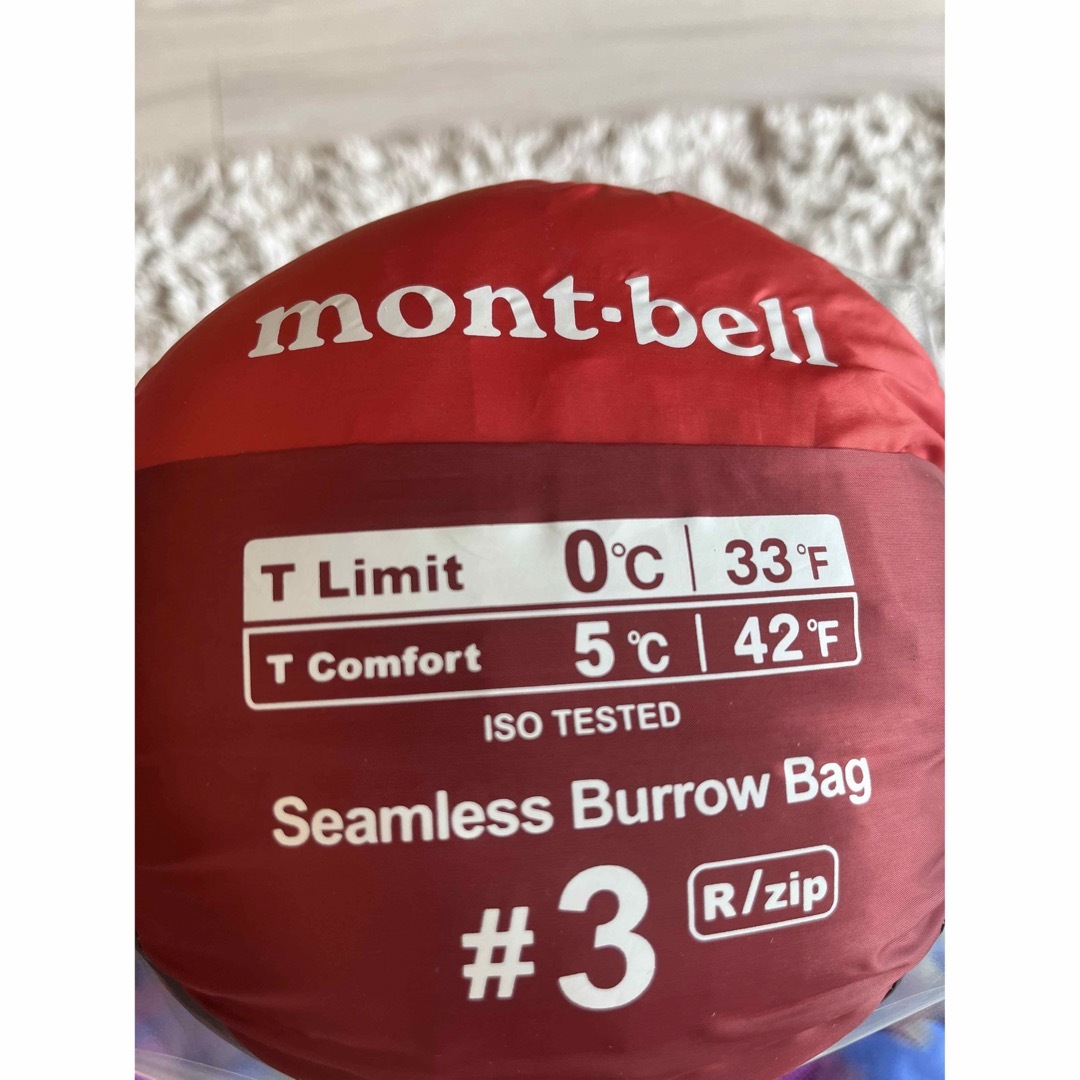 mont-bell
T Limit 0℃ | 33°F
T Comfort 5℃ | 42°F
ISO TESTED
Seamless Burrow Bag
#3 R/zip